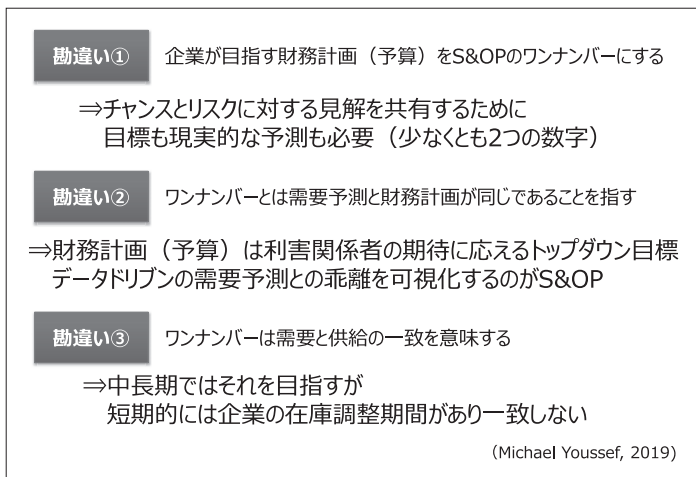 勘違い① 企業が目指す財務計画（予算）をS&OPのワンナンバーにする
⇒チャンスとリスクに対する見解を共有するために
目標も現実的な予測も必要（少なくとも2つの数字）
勘違い② ワンナンバーとは需要予測と財務計画が同じであることを指す
⇒財務計画（予算）は利害関係者の期待に応えるトップダウン目標
データドリブンの需要予測との乖離を可視化するのがS&OP
勘違い③ ワンナンバーは需要と供給の一致を意味する
⇒中長期ではそれを目指すが
短期的には企業の在庫調整期間があり一致しない
（Michael Youssef, 2019)